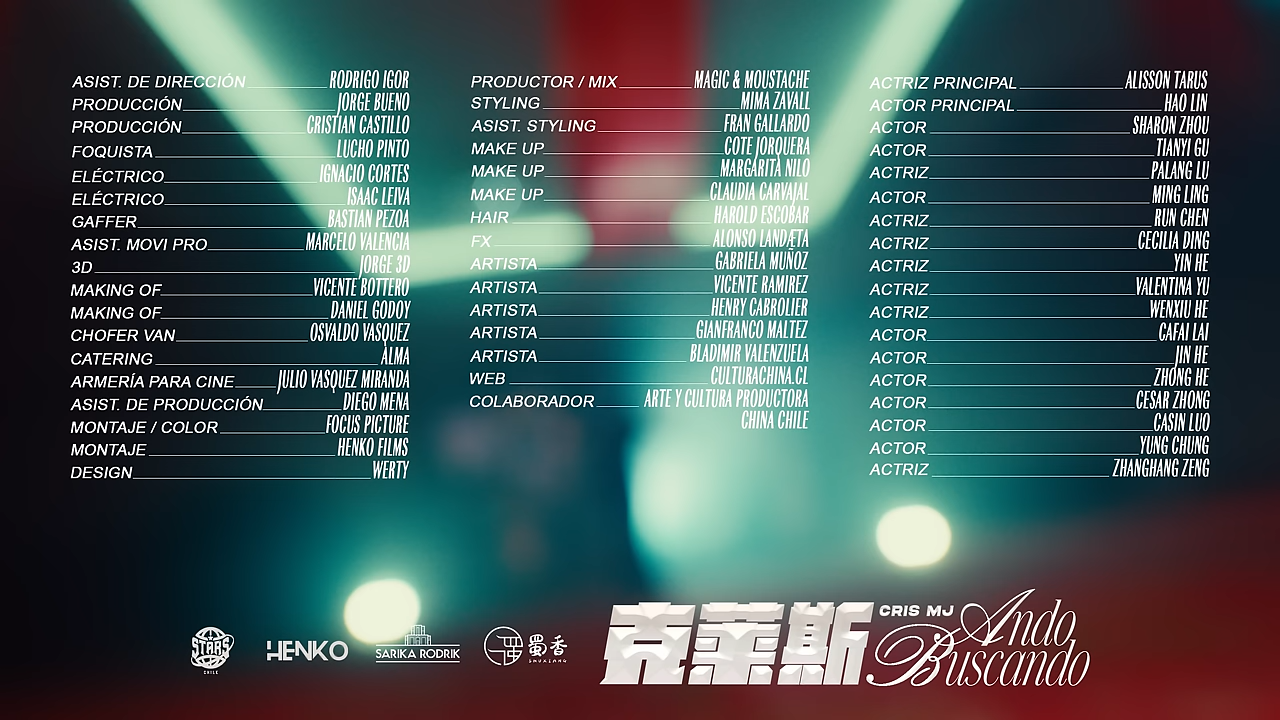 ASIST. DE DIRECCIÓN RODRIGO IGOR
PRODUCCIÓN JORGE BUENO
PRODUCCIÓN CRISTIAN CASTILLO
FOQUISTA LUCHO PINTO
ELÉCTRICO IGNACIO CORTES
ELÉCTRICO ISAAC LEIVA
GAFFER BASTIAN PEZOA
ASIST. MOVI PRO MARCELO VALENCIA
3D JORGE 3D
MAKING OF VICENTE BOTTERO
MAKING OF DANIEL GODOY
CHOFER VAN OSVALDO VASQUEZ
CATERING ALMA
ARMERÍA PARA CINE JULIO VASQUEZ MIRANDA
ASIST. DE PRODUCCIÓN DIEGO MENA
MONTAJE / COLOR FOCUS PICTURE
MONTAJE HENKO FILMS
DESIGN WERTY
PRODUCTOR / MIX MAGIC & MOUSTACHE
STYLING MIMA ZAVALL
ASIST. STYLING FRAN GALLARDO
MAKE UP COTE JORQUERA
MAKE UP MARGARITA NILO
MAKE UP CLAUDIA CARVAJAL
HAIR HAROLD ESCOBAR
FX ALONSO LANDÆTA
ARTISTA GABRIELA MUÑOZ
ARTISTA VICENTE RAMIREZ
ARTISTA HENRY CABROLIER
ARTISTA GIANFRANCO MALTEZ
ARTISTA BLADIMIR VALENZUELA
WEB CULTURACHINA.CL
COLABORADOR ARTE Y CULTURA PRODUCTORA
CHINA CHILE
ACTRIZ PRINCIPAL ALISSON TARUS
ACTOR PRINCIPAL HAO LIN
ACTOR SHARON ZHOU
ACTOR TIANYI GU
ACTRIZ PALANG LU
ACTOR MING LING
ACTRIZ RUN CHEN
ACTRIZ CECILIA DING
ACTRIZ YIN HE
ACTRIZ VALENTINA YU
ACTRIZ WENXIU HE
ACTOR CAFAI LAI
ACTOR JIN HE
ACTOR ZHONG HE
ACTOR CESAR ZHONG
ACTOR CASIN LUO
ACTOR YUNG CHUNG
ACTRIZ ZHANGHANG ZENG
STARS
CHILE
HENKO
SARIKA RODRIK
蜀香
SHUXIANG
克莱斯
CRIS MJ
Ando
Buscando